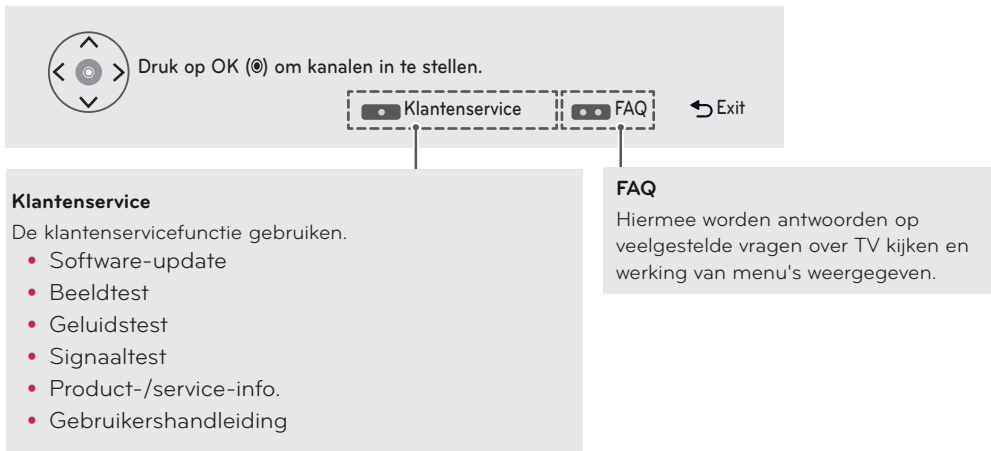 Druk op OK (◉) om kanalen in te stellen.
Klantenservice FAQ Exit
Klantenservice
De klantenservicefunctie gebruiken.
• Software-update
• Beeldtest
• Geluidstest
• Signaaltest
• Product-/service-info.
• Gebruikershandleiding
FAQ
Hiermee worden antwoorden op
veelgestelde vragen over TV kijken en
werking van menu's weergegeven.